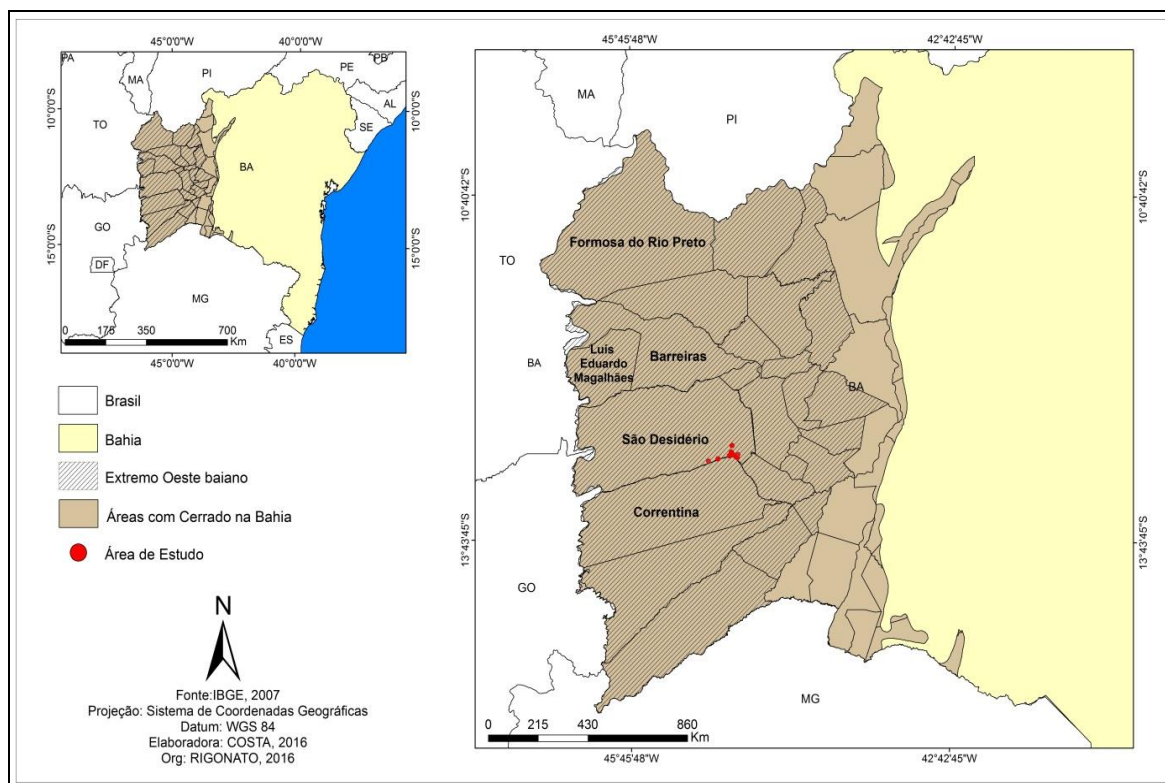 45°0'0"W
40°0'0"W
PA
MA
PI
PE
PB
AL
SE
TO
BA
GO
DF
MG
ES
10°0'0"S
10°0'0"S
15°0'0"S
15°0'0"S
0 175 350 700
Km
45°0'0"W
40°0'0"W
Brasil
Bahia
Extremo Oeste baiano
Áreas com Cerrado na Bahia
Área de Estudo
N
Fonte:IBGE, 2007
Projeção: Sistema de Coordenadas Geográficas
Datum: WGS 84
Elaboradora: COSTA, 2016
Org: RIGONATO, 2016
45°45'48"W
42°42'45"W
MA
PI
10°40'42"S
10°40'42"S
Formosa do Rio Preto
TO
Luís
Eduardo
Magalhães
Barreiras
BA
BA
São Desidério
Correntina
13°43'45"S
13°43'45"S
GO
MG
0 215 430 860
Km
45°45'48"W
42°42'45"W